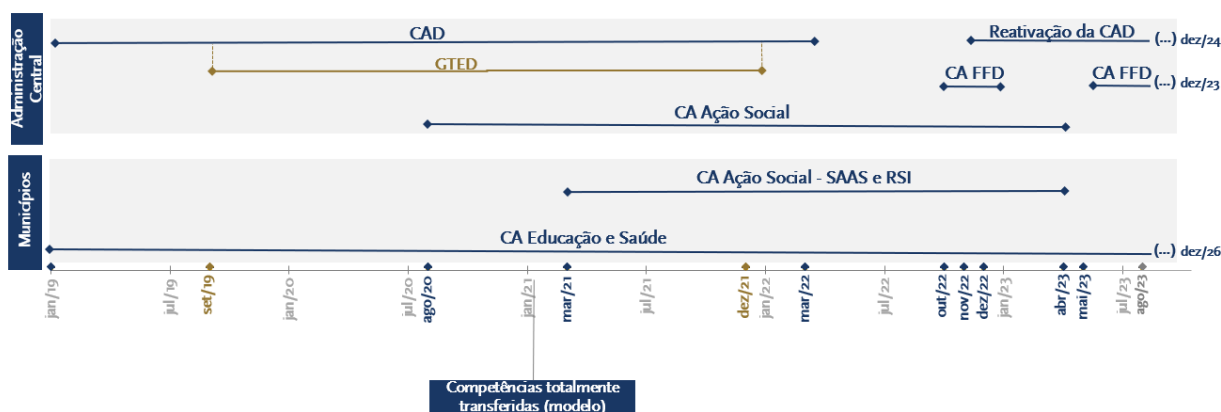 Administração
Central
CAD
Reativação da CAD
(...) dez/24
GTED
CA FFD
CA FFD
(...) dez/23
CA Ação Social
Municípios
CA Ação Social - SAAS e RSI
CA Educação e Saúde
(...) dez/26
jan/19
jul/19
set/19
jan/20
jul/20
ago/20
jan/21
mar/21
jul/21
dez/21
jan/22
mar/22
jul/22
out/22
nov/22
dez/22
jan/23
abr/23
mai/23
jul/23
ago/23
Competências totalmente
transferidas (modelo)